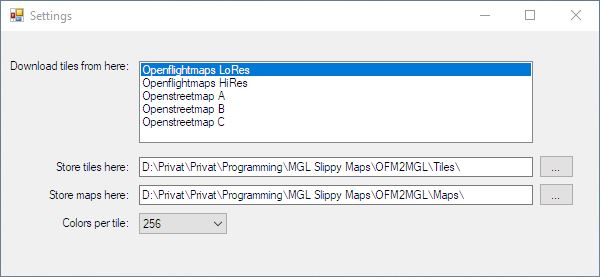 Settings
Download tiles from here:
Openflightmaps LoRes
Openflightmaps HiRes
Openstreetmap A
Openstreetmap B
Openstreetmap C
Store tiles here: D:\Privat\Privat\Programming\MGL Slippy Maps\OFM2MGL\Tiles\ ...
Store maps here: D:\Privat\Privat\Programming\MGL Slippy Maps\OFM2MGL\Maps\ ...
Colors per tile: 256